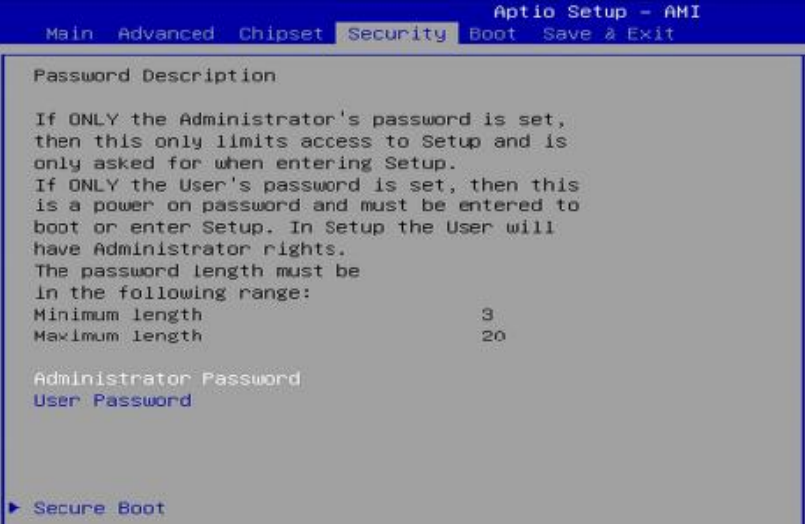 Aptio Setup – AMI
Main Advanced Chipset Security Boot Save & Exit
Password Description
If ONLY the Administrator's password is set,
then this only limits access to Setup and is
only asked for when entering Setup.
If ONLY the User's password is set, then this
is a power on password and must be entered to
boot or enter Setup. In Setup the User will
have Administrator rights.
The password length must be
in the following range:
Minimum length 3
Maximum length 20
Administrator Password
User Password
Secure Boot